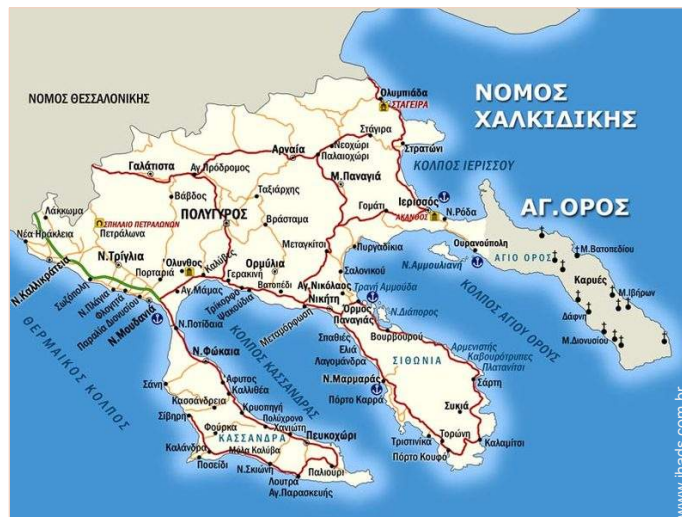 ΝΟΜΟΣ ΘΕΣΣΑΛΟΝΙΚΗΣ
ΝΟΜΟΣ
ΧΑΛΚΙΔΙΚΗΣ
Ολυμπιάδα
ΣΤΑΓΕΙΡΑ
Στάγιρα
Στρατώνι
Νεοχώρι
Παλαιοχώρι
Αρναία
ΚΟΛΠΟΣ ΙΕΡΙΣΣΟΥ
Γαλάτιστα
Αγ.Πρόδρομος
Μ.Παναγιά
Ταξιάρχης
Βάβδος
Ιερισσός
ΑΚΑΝΘΟΣ
Ν.Ρόδα
ΑΓ.ΟΡΟΣ
Λάκκωμα
Γομάτι
ΠΟΛΥΓΥΡΟΣ
ΣΠΗΛΑΙΟ ΠΕΤΡΑΛΩΝΩΝ
Πετράλωνα
Βράσταμα
Νέα Ηράκλεια
Μεταγκίτσι
Πυργαδίκια
Ουρανούπολη
ΑΓΙΟ ΟΡΟΣ
Μ.Βατοπεδίου
Ν.Τρίγλια
Όλυνθος
Καλύβες
Ορμύλια
Σαλονικού
Ν.Αμμουλιανή
Καρυές
Ν.Καλλικράτεια
Πορταριά
Γερακινή
Βατοπέδι
Αγ.Νικόλαος
Τρανή Αμμούδα
Μ.Ιβήρων
Σωζόπολη
Ν.Πλάγια
Φλογητά
Παραλία Διονυσίου
Αγ.Μάμας
Τρίκορφο
Ψακούδια
Νικήτη
Όρμος
Παναγιάς
Ν.Διάπορος
ΚΟΛΠΟΣ ΑΓΙΟΥ ΟΡΟΥΣ
Δάφνη
Ν.Μουδανιά
Μεταμόρφωση
Μ.Διονυσίου
Ν.Ποτίδαια
Σπαθιές
Ελιά
Λαγομάνδρα
Βουρβουρού
Αρμενιστής
Καβουρότρυπες
Πλατανίτσι
ΘΕΡΜΑΙΚΟΣ ΚΟΛΠΟΣ
ΚΟΛΠΟΣ ΚΑΣΣΑΝΔΡΑΣ
Ν.Φώκαια
ΣΙΘΩΝΙΑ
Σάνη
Άφυτος
Καλλιθέα
Ν.Μαρμαράς
Σάρτη
Πόρτο Καρρά
Κασσάνδρεια
Κρυοπηγή
Σίβηρη
Πολύχρονο
Συκιά
Φούρκα
Χανιώτη
ΚΑΣΣΑΝΔΡΑ
Πευκοχώρι
Τριστινίκα
Τορώνη
Καλαμίτσι
Καλάνδρα
Μόλα Καλύβα
Πόρτο Κουφό
Ποσείδι
Ν.Σκιώνη
Παλιούρι
Λουτρά
Αγ.Παρασκευής
www.ihads.com.br